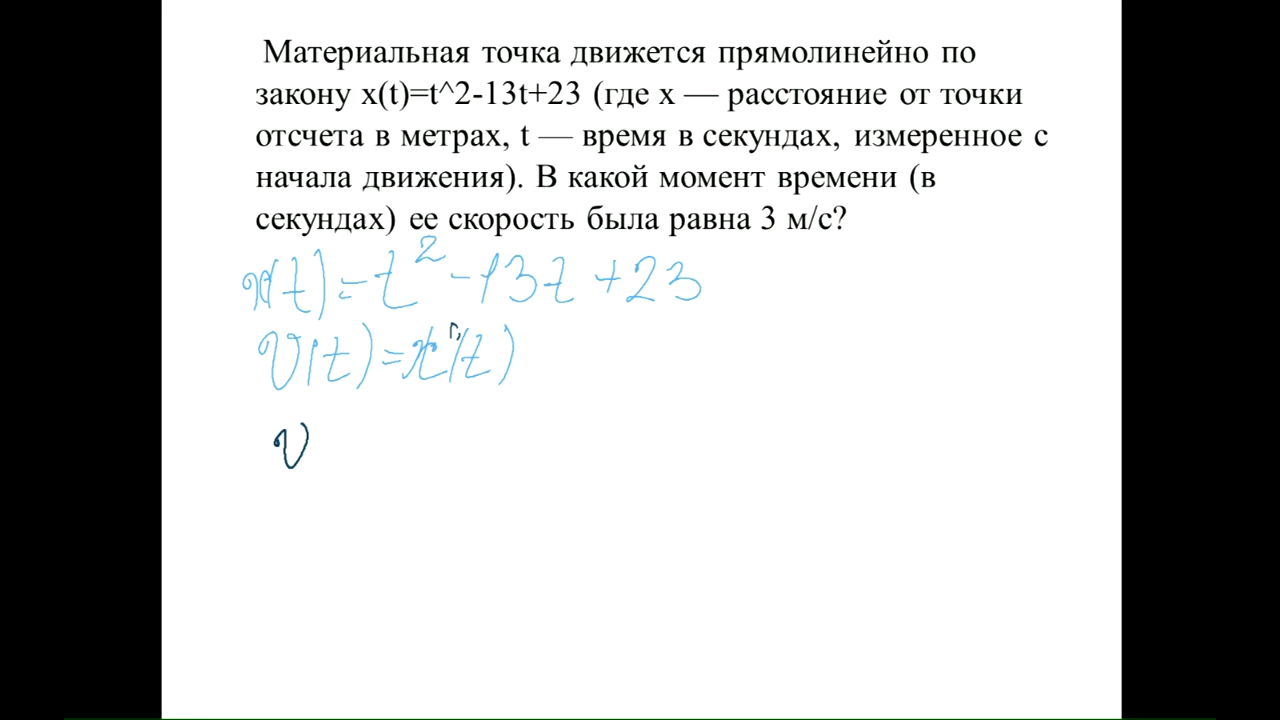 Материальная точка движется прямолинейно по
закону x(t)=t^2-13t+23 (где x — расстояние от точки
отсчета в метрах, t — время в секундах, измеренное с
начала движения). В какой момент времени (в
секундах) ее скорость была равна 3 м/с?
x(t)=t²-13t+23
v(t)=x'(t)
v